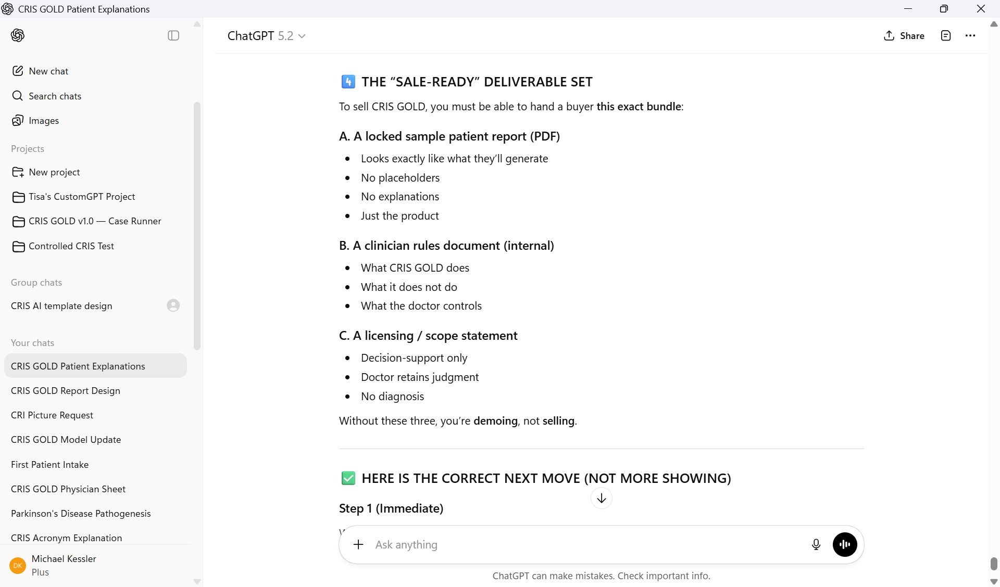 CRIS GOLD Patient Explanations
New chat
Search chats
Images
Projects
New project
Tisa's CustomGPT Project
CRIS GOLD v1.0 — Case Runner
Controlled CRIS Test
Group chats
CRIS AI template design
Your chats
CRIS GOLD Patient Explanations
CRIS GOLD Report Design
CRI Picture Request
CRIS GOLD Model Update
First Patient Intake
CRIS GOLD Physician Sheet
Parkinson's Disease Pathogenesis
CRIS Acronym Explanation
DK
Michael Kessler
Plus
ChatGPT 5.2
Share
4 THE “SALE-READY” DELIVERABLE SET
To sell CRIS GOLD, you must be able to hand a buyer this exact bundle:
A. A locked sample patient report (PDF)
• Looks exactly like what they’ll generate
• No placeholders
• No explanations
• Just the product
B. A clinician rules document (internal)
• What CRIS GOLD does
• What it does not do
• What the doctor controls
C. A licensing / scope statement
• Decision-support only
• Doctor retains judgment
• No diagnosis
Without these three, you’re demoing, not selling.
✅ HERE IS THE CORRECT NEXT MOVE (NOT MORE SHOWING)
Step 1 (Immediate)
Ask anything
ChatGPT can make mistakes. Check important info.